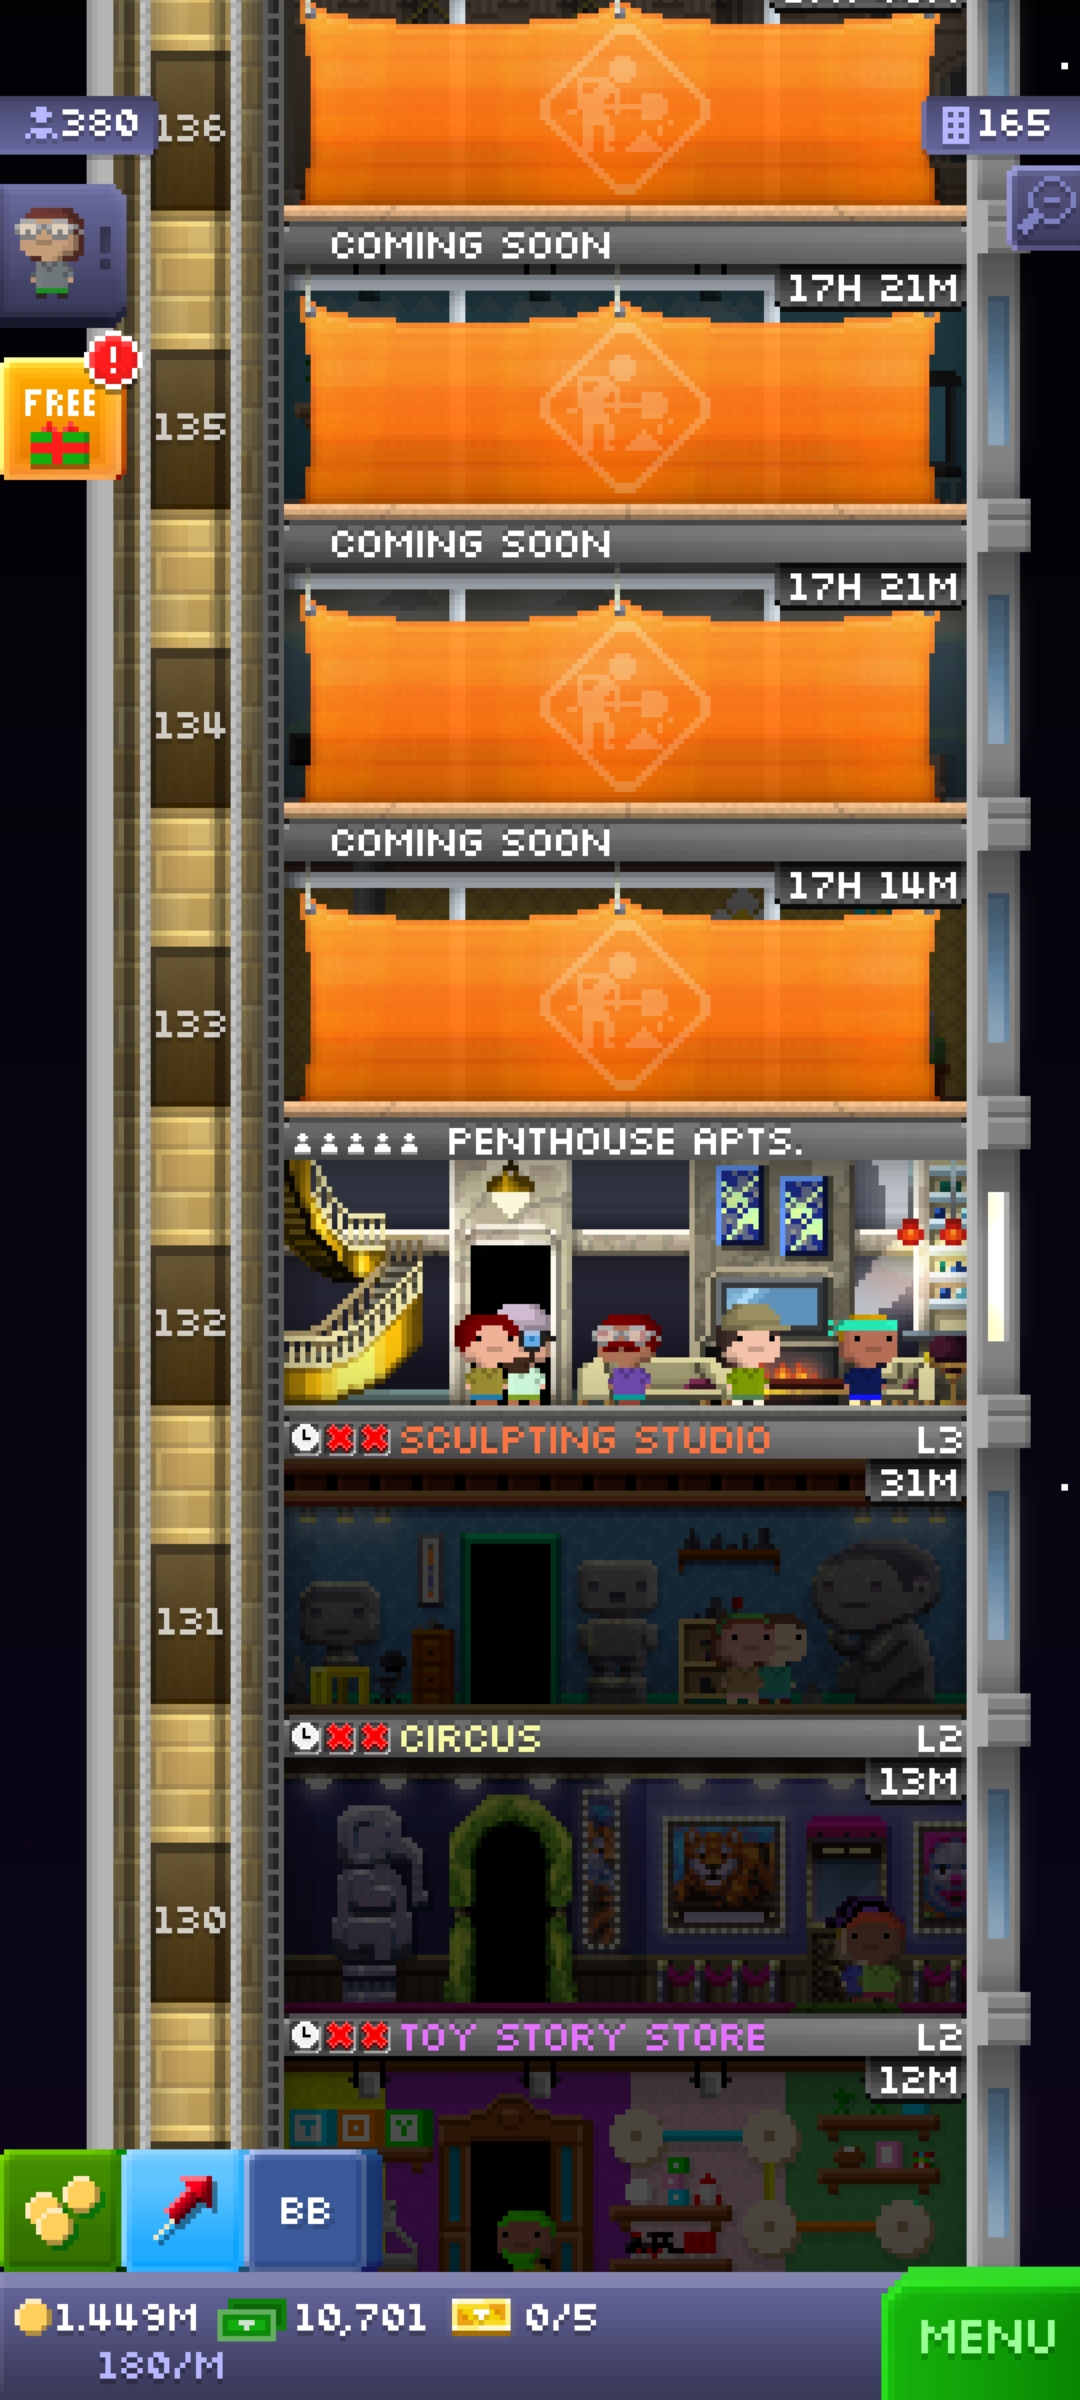 136
380
165
COMING SOON
17H 21M
FREE
135
COMING SOON
17H 21M
134
COMING SOON
17H 14M
133
PENTHOUSE APTS.
132
SCULPTING STUDIO L3
31M
131
CIRCUS L2
13M
130
TOY STORY STORE L2
12M
T O Y
BB
1.449M 10,701 0/5
180/M
MENU